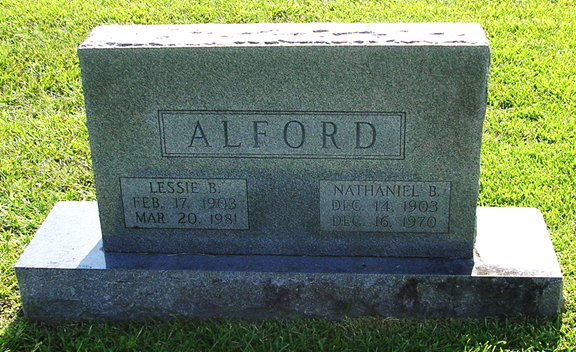 ALFORD
LESSIE B.
FEB. 17, 1903
MAR. 20, 1981
NATHANIEL B.
DEC. 14, 1903
DEC. 16, 1970